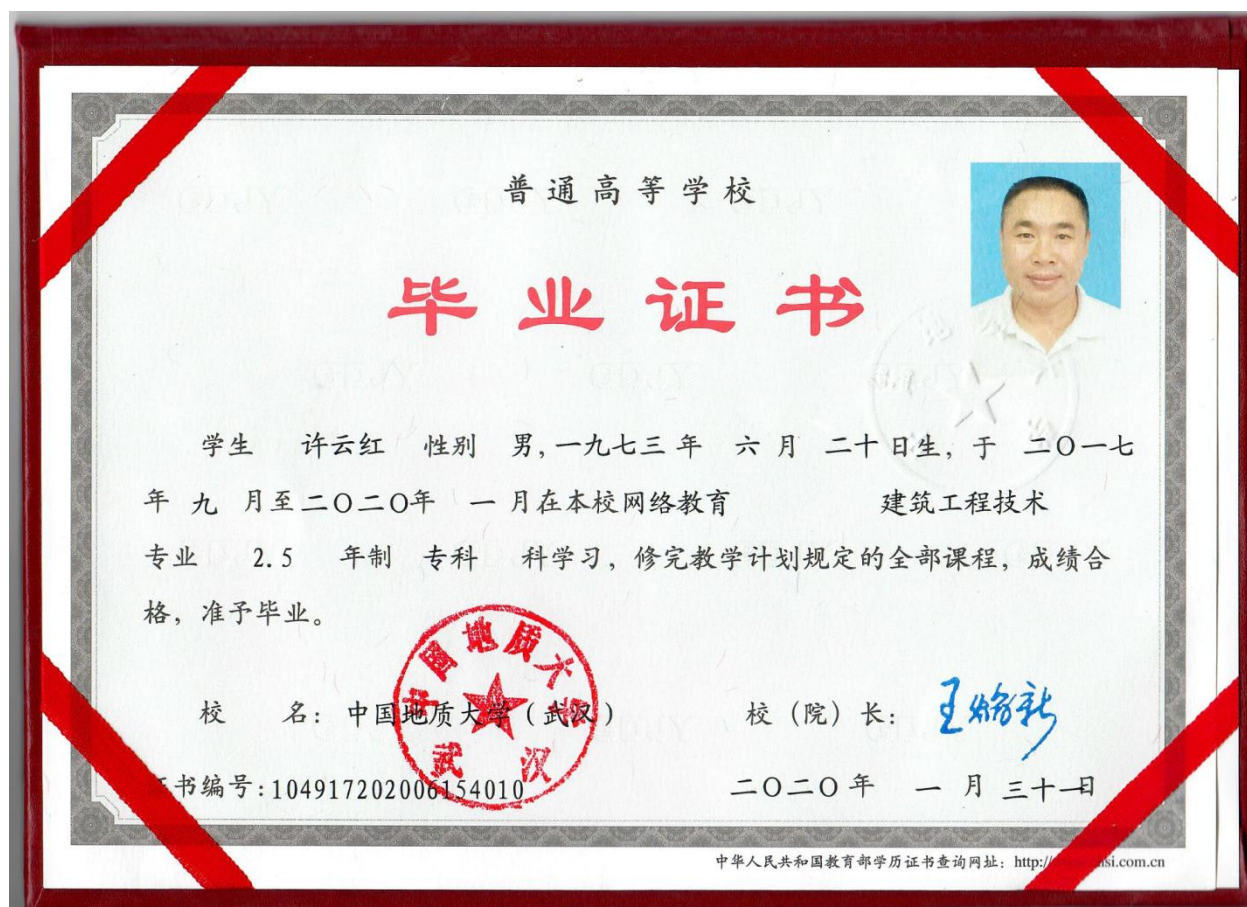 普通高等学校
毕业证书
学生 许云红 性别 男,一九七三年 六月 二十日生,于 二〇一七
年 九 月至二〇二〇年 一 月在本校网络教育 建筑工程技术
专业 2.5 年制 专科 科学习,修完教学计划规定的全部课程,成绩合
格,准予毕业。
中国地质大学
武汉
校 名:中国地质大学(武汉) 校(院)长:
证书编号:104917202006154010 二〇二〇年 一 月 三十一日
中华人民共和国教育部学历证书查询网址:http://